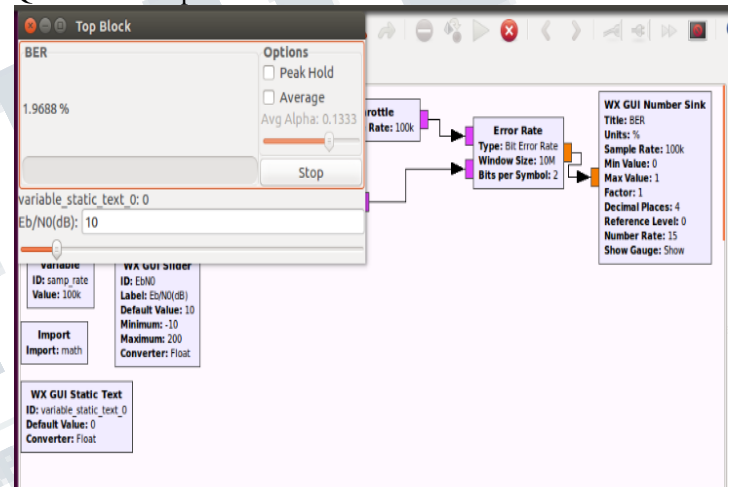 Top Block
BER
1.9688 %
Options
Peak Hold
Average
Avg Alpha: 0.1333
Stop
variable_static_text_0: 0
Eb/N0(dB): 10
Rate: 100k
Error Rate
Type: Bit Error Rate
Window Size: 10M
Bits per Symbol: 2
WX GUI Number Sink
Title: BER
Units: %
Sample Rate: 100k
Min Value: 0
Max Value: 1
Factor: 1
Decimal Places: 4
Reference Level: 0
Number Rate: 15
Show Gauge: Show
Variable
ID: samp_rate
Value: 100k
WX GUI Slider
ID: EbN0
Label: Eb/N0(dB)
Default Value: 10
Minimum: -10
Maximum: 200
Converter: Float
Import
Import: math
WX GUI Static Text
ID: variable_static_text_0
Default Value: 0
Converter: Float